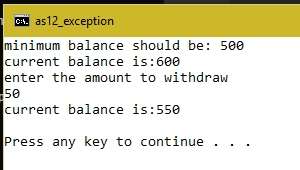 as12_exception
minimum balance should be: 500
current balance is:600
enter the amount to withdraw
50
current balance is:550
Press any key to continue . . .